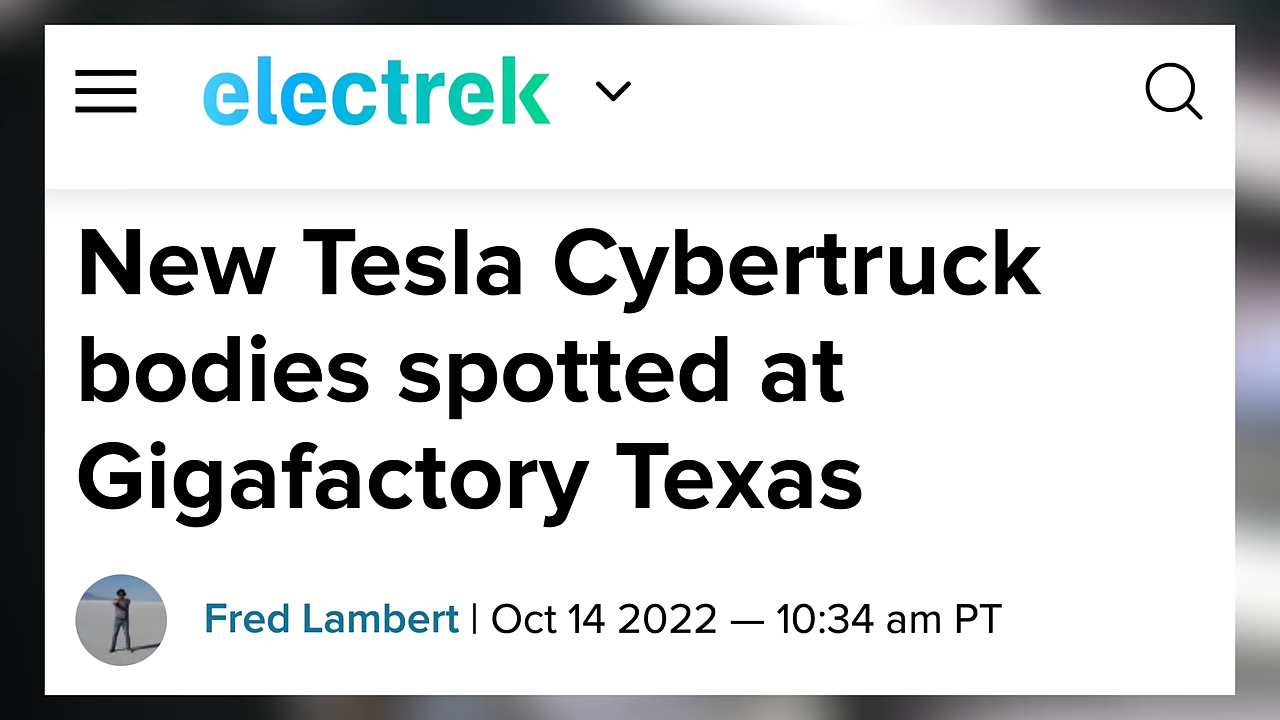 electrek
New Tesla Cybertruck
bodies spotted at
Gigafactory Texas
Fred Lambert | Oct 14 2022 — 10:34 am PT